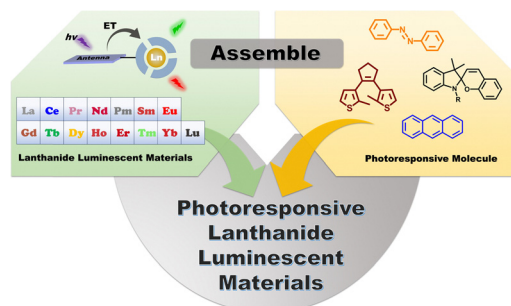 hv
ET
Antenna
Ln
Assemble
La Ce Pr Nd Pm Sm Eu
Gd Tb Dy Ho Er Tm Yb Lu
Lanthanide Luminescent Materials
N
N
S
S
N
O
R
Photoresponsive Molecule
Photoresponsive
Lanthanide
Luminescent
Materials